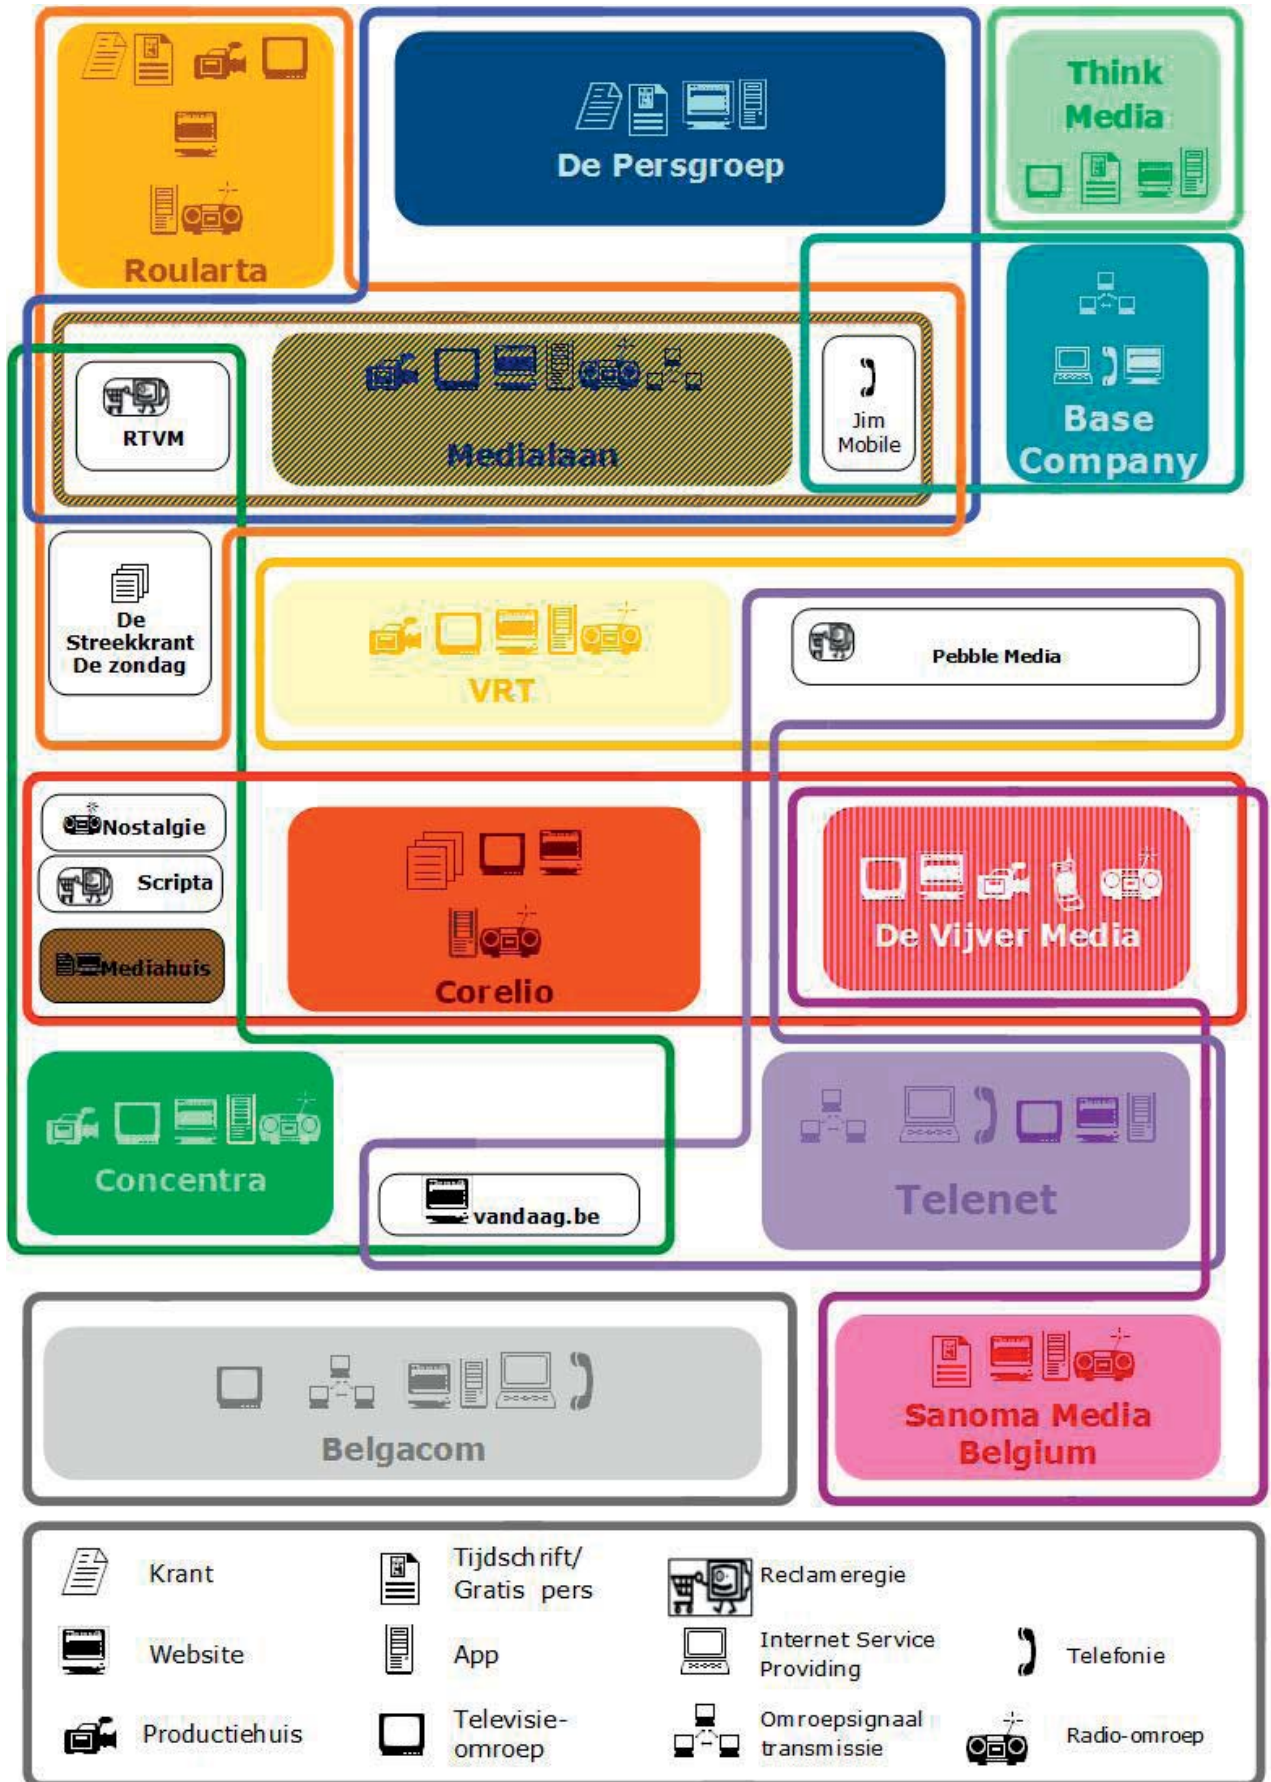 Think
Media
De Persgroep
Roularta
Base
Company
RTVM
Medialaan
Jim
Mobile
De
Streekkrant
De zondag
VRT
Pebble Media
Nostalgie
Scripta
Mediahuis
Corelio
De Vijver Media
Concentra
vandaag.be
Telenet
Belgacom
Sanoma Media
Belgium
Krant
Tijdschrift/
Gratis pers
Reclameregie
Website
App
Internet Service
Providing
Telefonie
Productiehuis
Televisie-
omroep
Omroepsignaal
transmissie
Radio-omroep